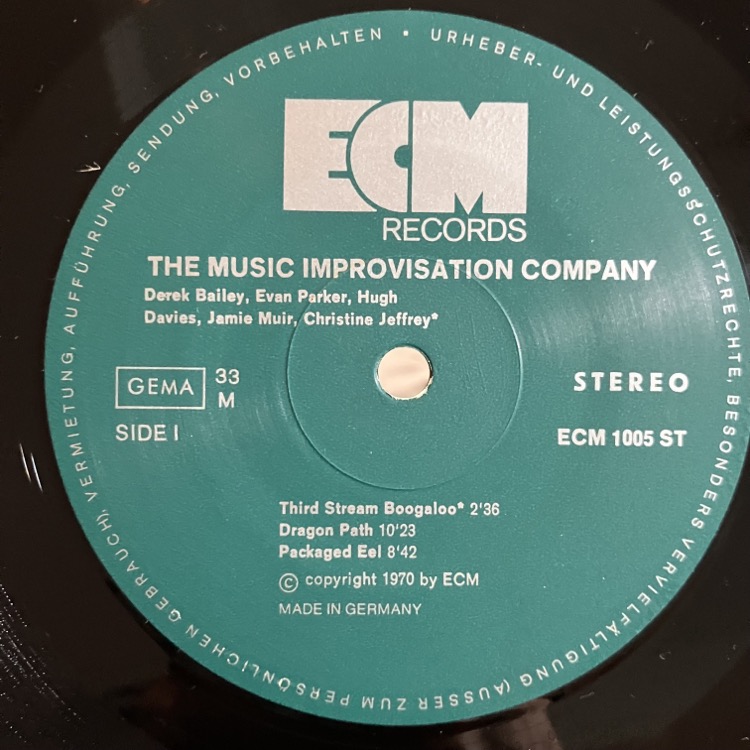 URHEBER- UND LEISTUNGSSCHUTZRECHTE, BESONDERS VERVIELFÄLTIGUNG (AUSSER ZUM PERSÖNLICHEN GEBRAUCH), VERMIETUNG, AUFFÜHRUNG, SENDUNG, VORBEHALTEN •
ECM
RECORDS
THE MUSIC IMPROVISATION COMPANY
Derek Bailey, Evan Parker, Hugh
Davies, Jamie Muir, Christine Jeffrey*
GEMA 33 M STEREO
SIDE I ECM 1005 ST
Third Stream Boogaloo* 2'36
Dragon Path 10'23
Packaged Eel 8'42
© copyright 1970 by ECM
MADE IN GERMANY